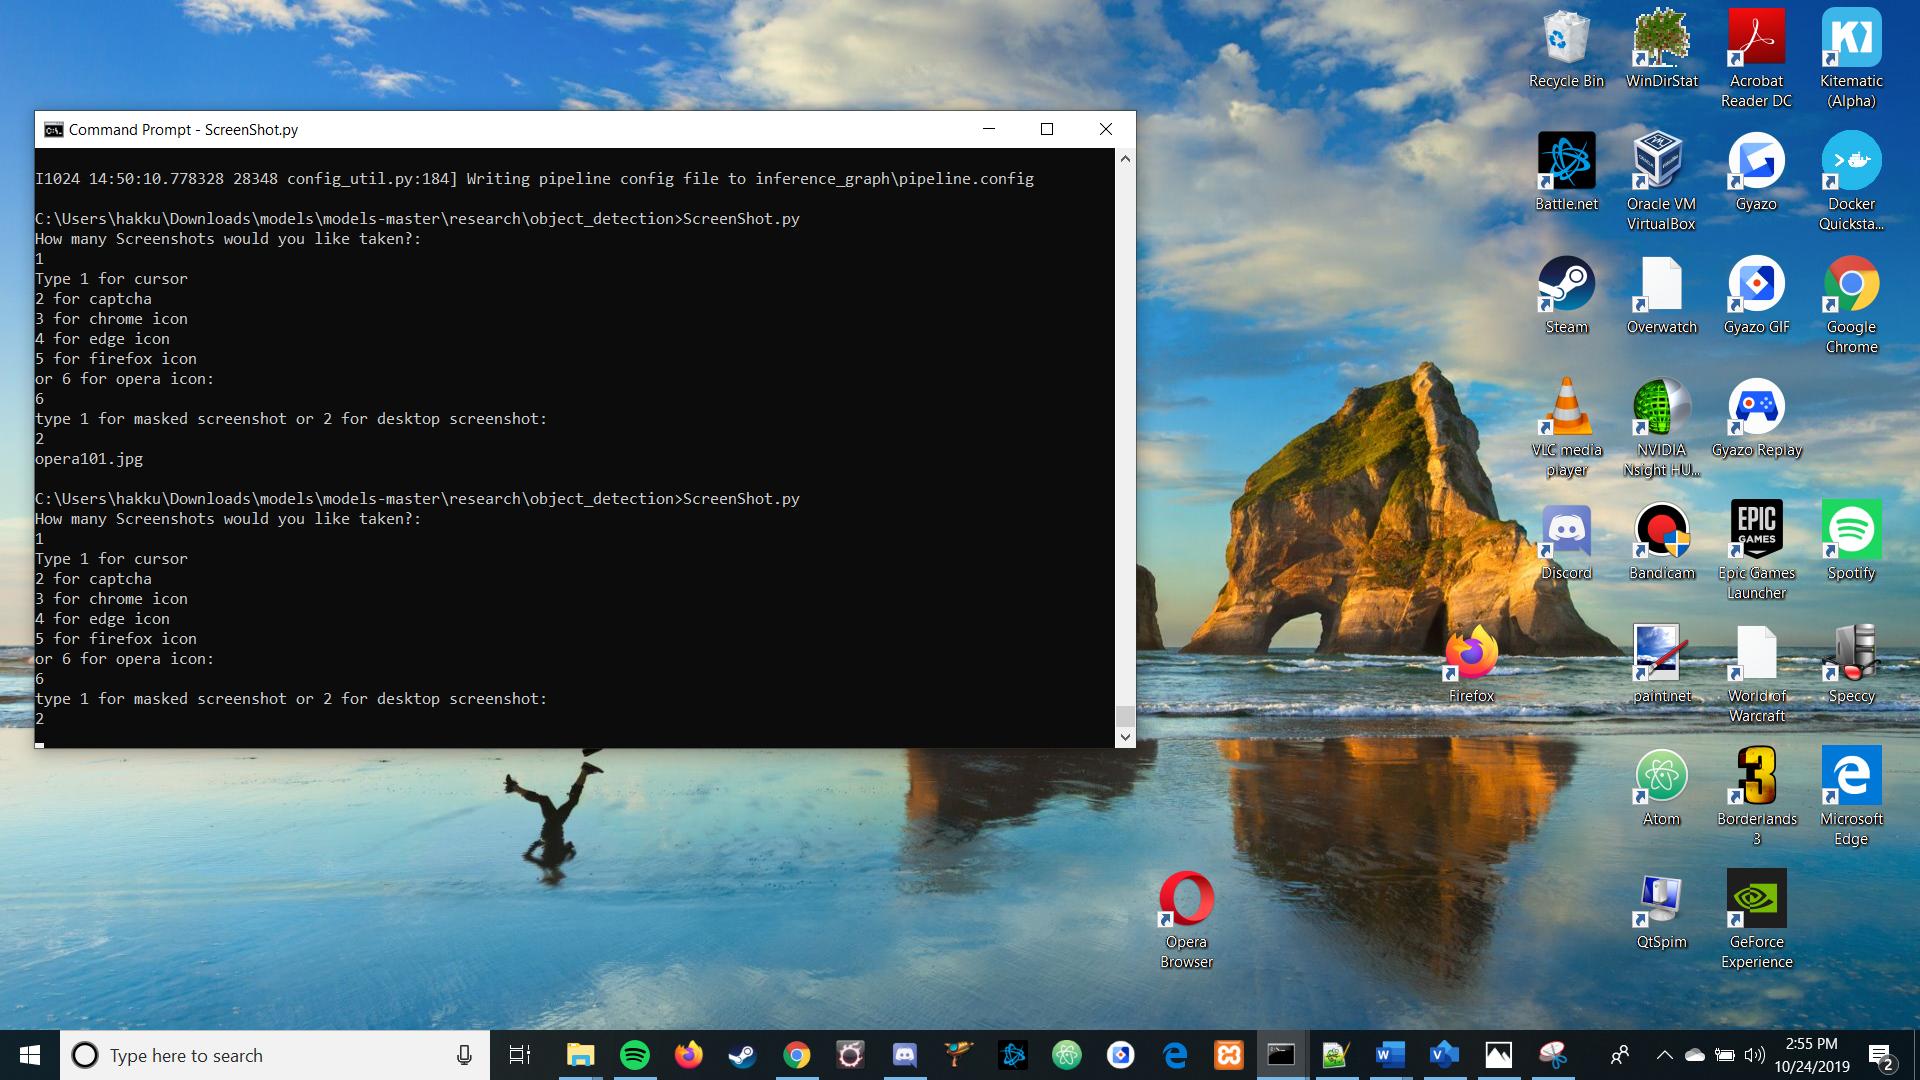 Command Prompt - ScreenShot.py
I1024 14:50:10.778328 28348 config_util.py:184] Writing pipeline config file to inference_graph\pipeline.config
C:\Users\hakku\Downloads\models\models-master\research\object_detection>ScreenShot.py
How many Screenshots would you like taken?:
1
Type 1 for cursor
2 for captcha
3 for chrome icon
4 for edge icon
5 for firefox icon
or 6 for opera icon:
6
type 1 for masked screenshot or 2 for desktop screenshot:
2
opera101.jpg
C:\Users\hakku\Downloads\models\models-master\research\object_detection>ScreenShot.py
How many Screenshots would you like taken?:
1
Type 1 for cursor
2 for captcha
3 for chrome icon
4 for edge icon
5 for firefox icon
or 6 for opera icon:
6
type 1 for masked screenshot or 2 for desktop screenshot:
2
Recycle Bin
WinDirStat
Acrobat
Reader DC
Kitematic
(Alpha)
Battle.net
Oracle VM
VirtualBox
Gyazo
Docker
Quicksta...
Steam
Overwatch
Gyazo GIF
Google
Chrome
VLC media
player
NVIDIA
Nsight HU...
Gyazo Replay
Discord
Bandicam
EPIC
GAMES
Epic Games
Launcher
Spotify
Firefox
paint.net
World of
Warcraft
Speccy
Atom
3
Borderlands
3
Microsoft
Edge
Opera
Browser
QtSpim
GeForce
Experience
Type here to search
2:55 PM
10/24/2019
2